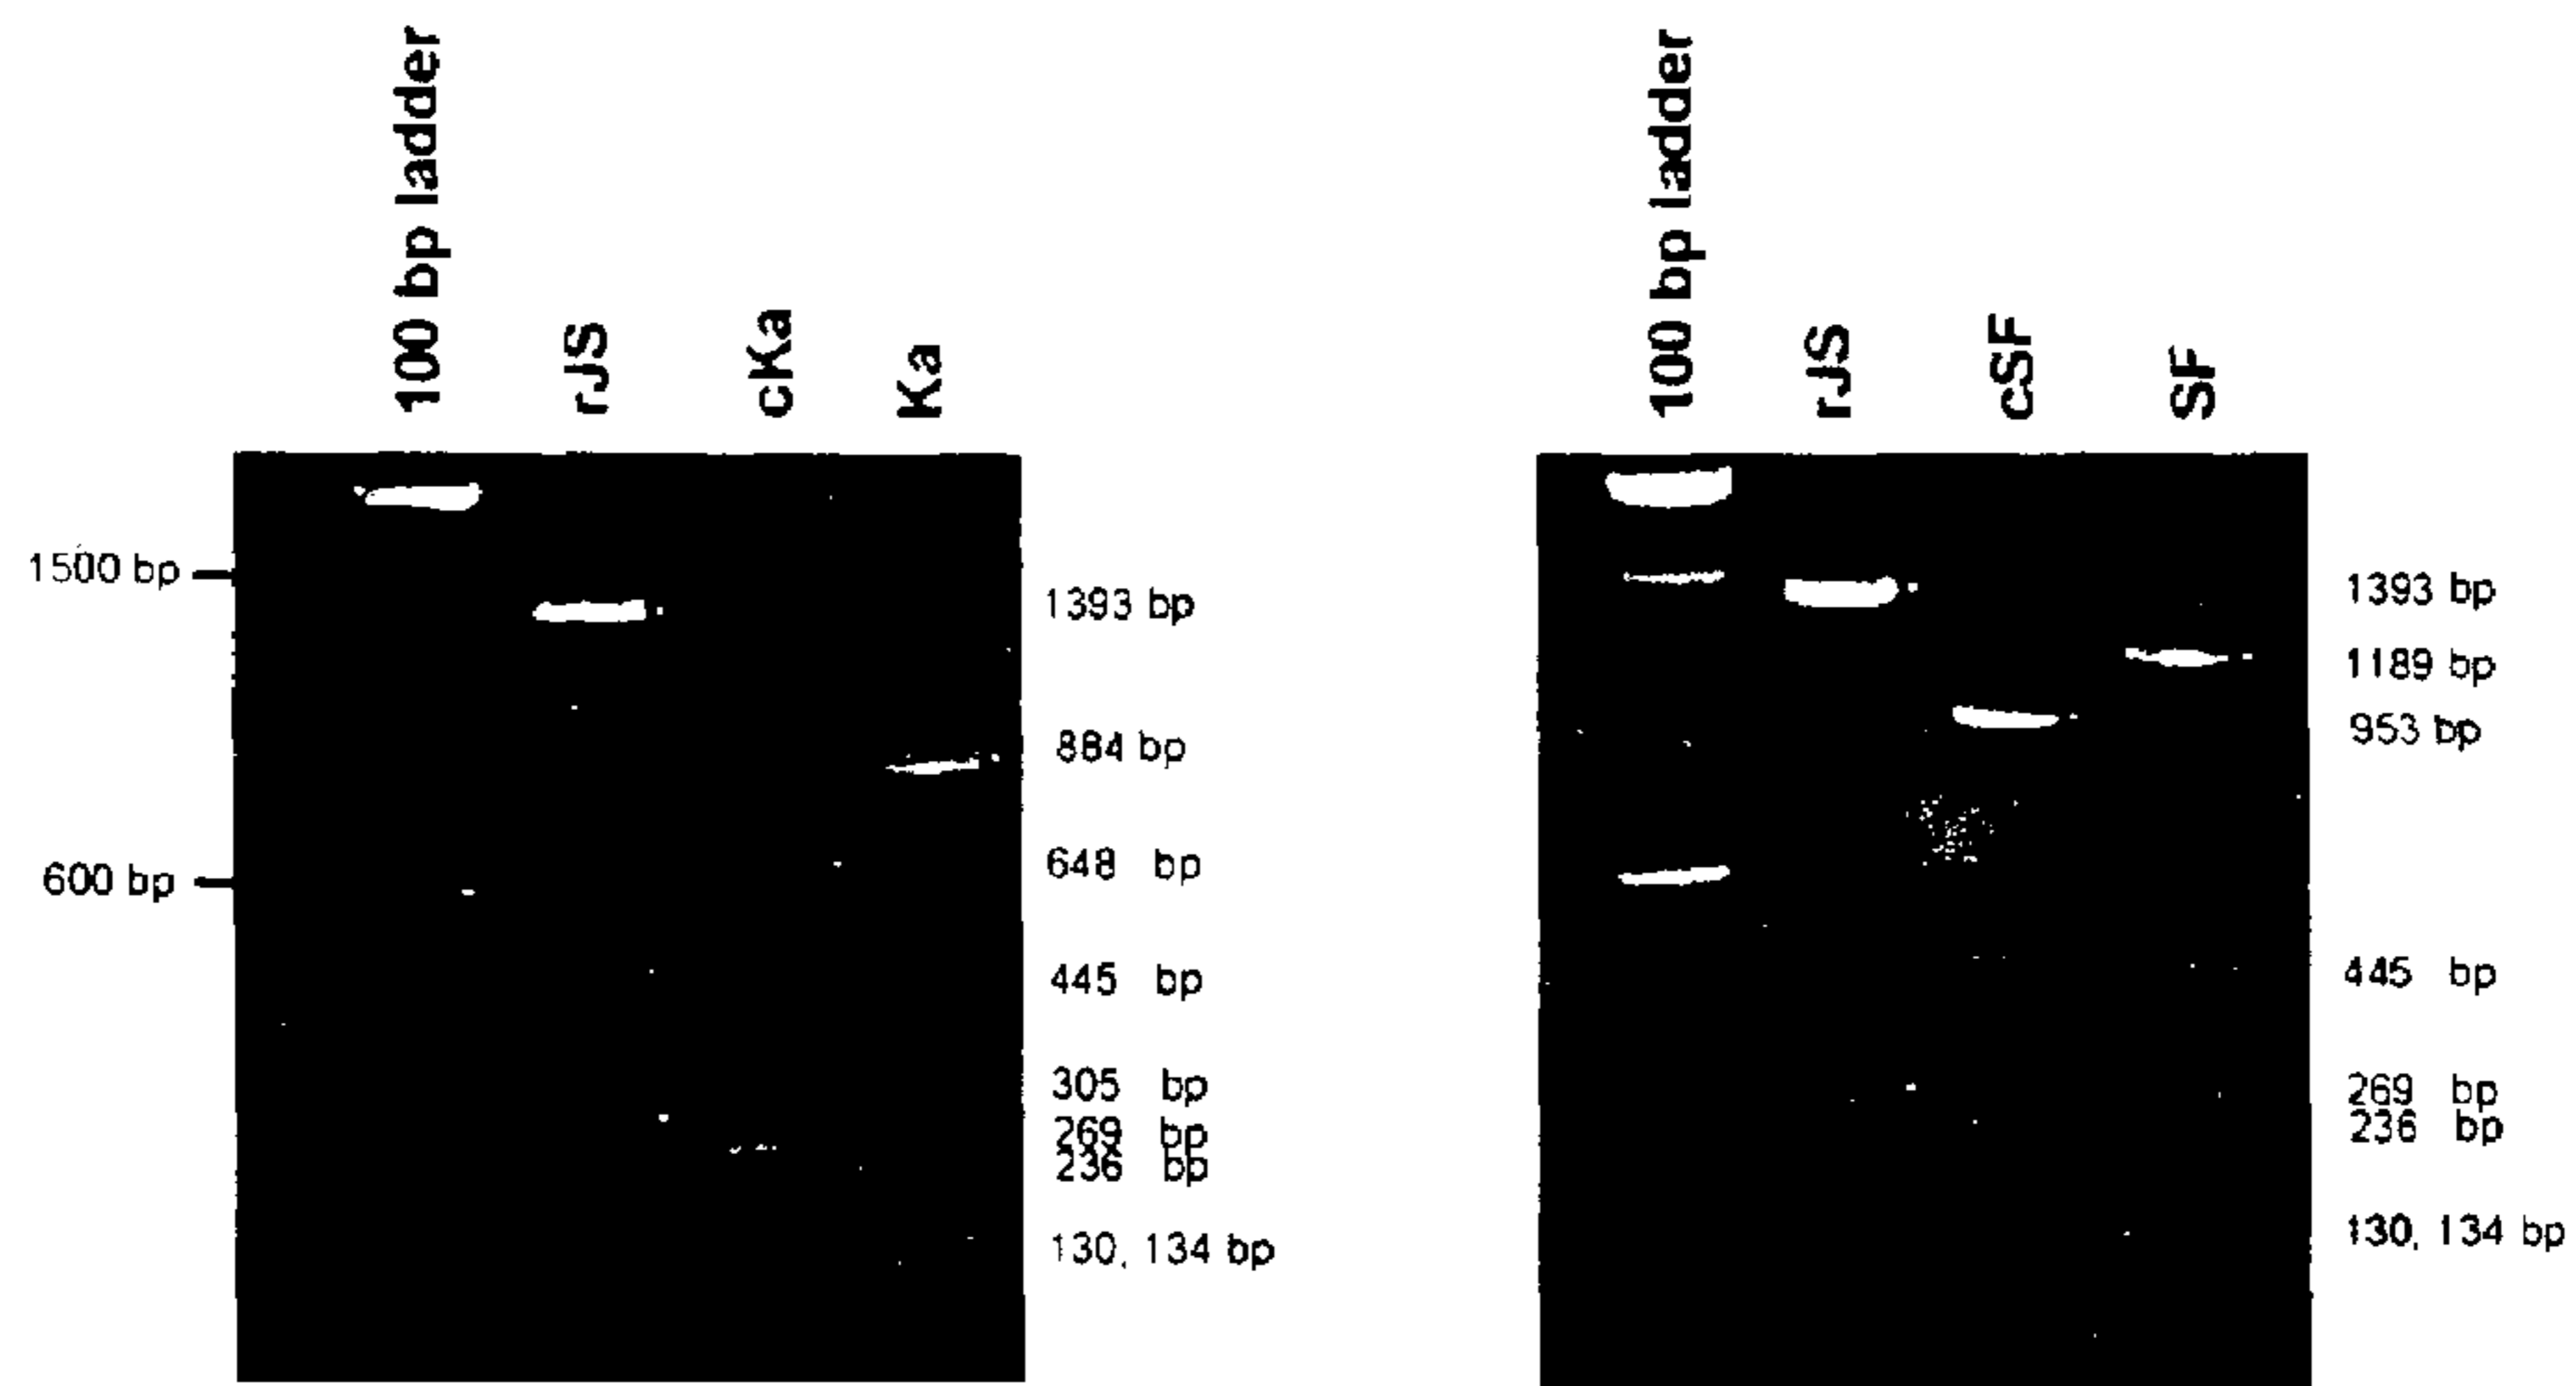 100 bp ladder
rJS
cKa
Ka
1500 bp
600 bp
1393 bp
884 bp
648 bp
445 bp
305 bp
269 bp
236 bp
130, 134 bp
100 bp ladder
rJS
cSF
SF
1393 bp
1189 bp
953 bp
445 bp
269 bp
236 bp
130, 134 bp